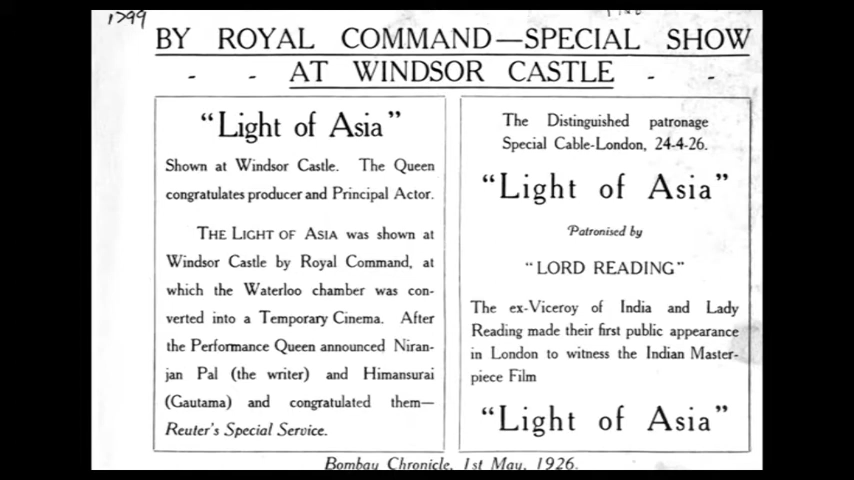 1799
BY ROYAL COMMAND—SPECIAL SHOW
- - AT WINDSOR CASTLE - -
"Light of Asia"
Shown at Windsor Castle. The Queen
congratulates producer and Principal Actor.
THE LIGHT OF ASIA was shown at
Windsor Castle by Royal Command, at
which the Waterloo chamber was con-
verted into a Temporary Cinema. After
the Performance Queen announced Niran-
jan Pal (the writer) and Himansurai
(Gautama) and congratulated them—
Reuter's Special Service.
The Distinguished patronage
Special Cable-London, 24-4-26.
"Light of Asia"
Patronised by
"LORD READING"
The ex-Viceroy of India and Lady
Reading made their first public appearance
in London to witness the Indian Master-
piece Film
"Light of Asia"
Bombay Chronicle, 1st May, 1926.